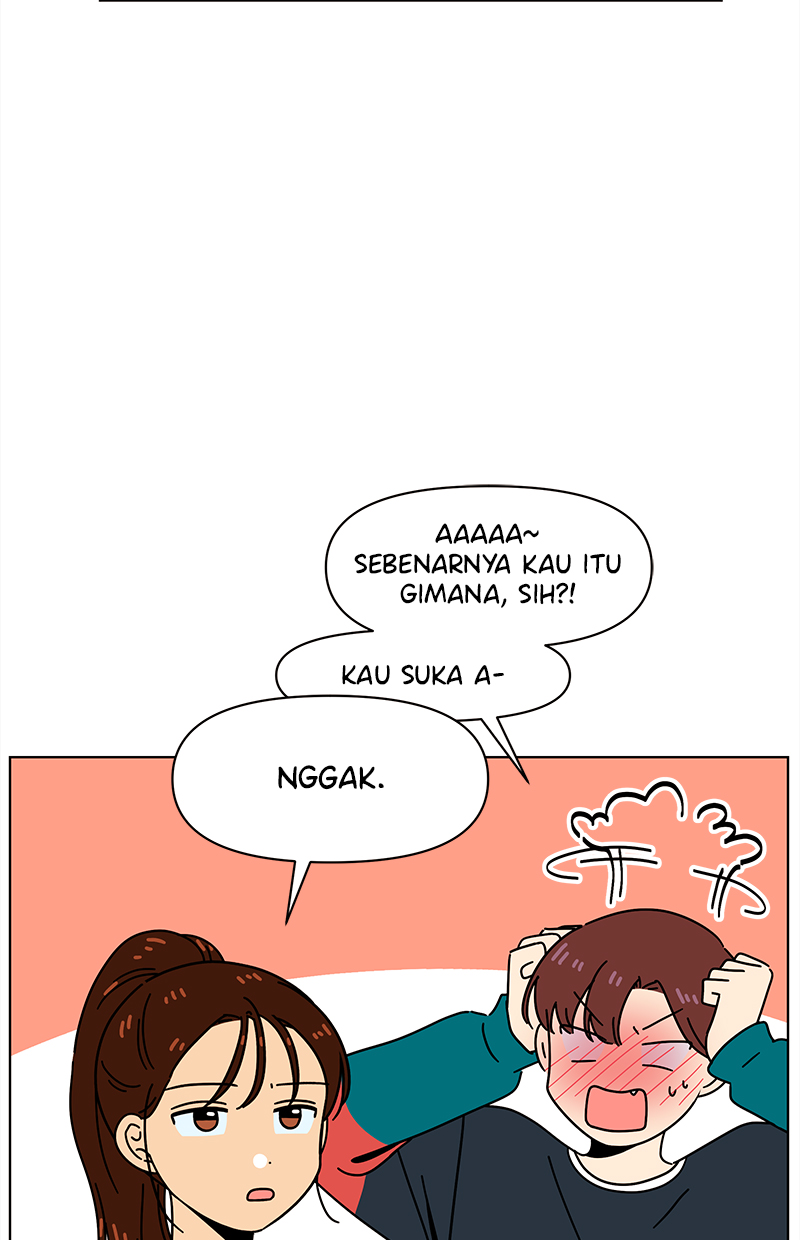 AAAAA~
SEBENARNYA KAU ITU
GIMANA, SIH?!
KAU SUKA A-
NGGAK.